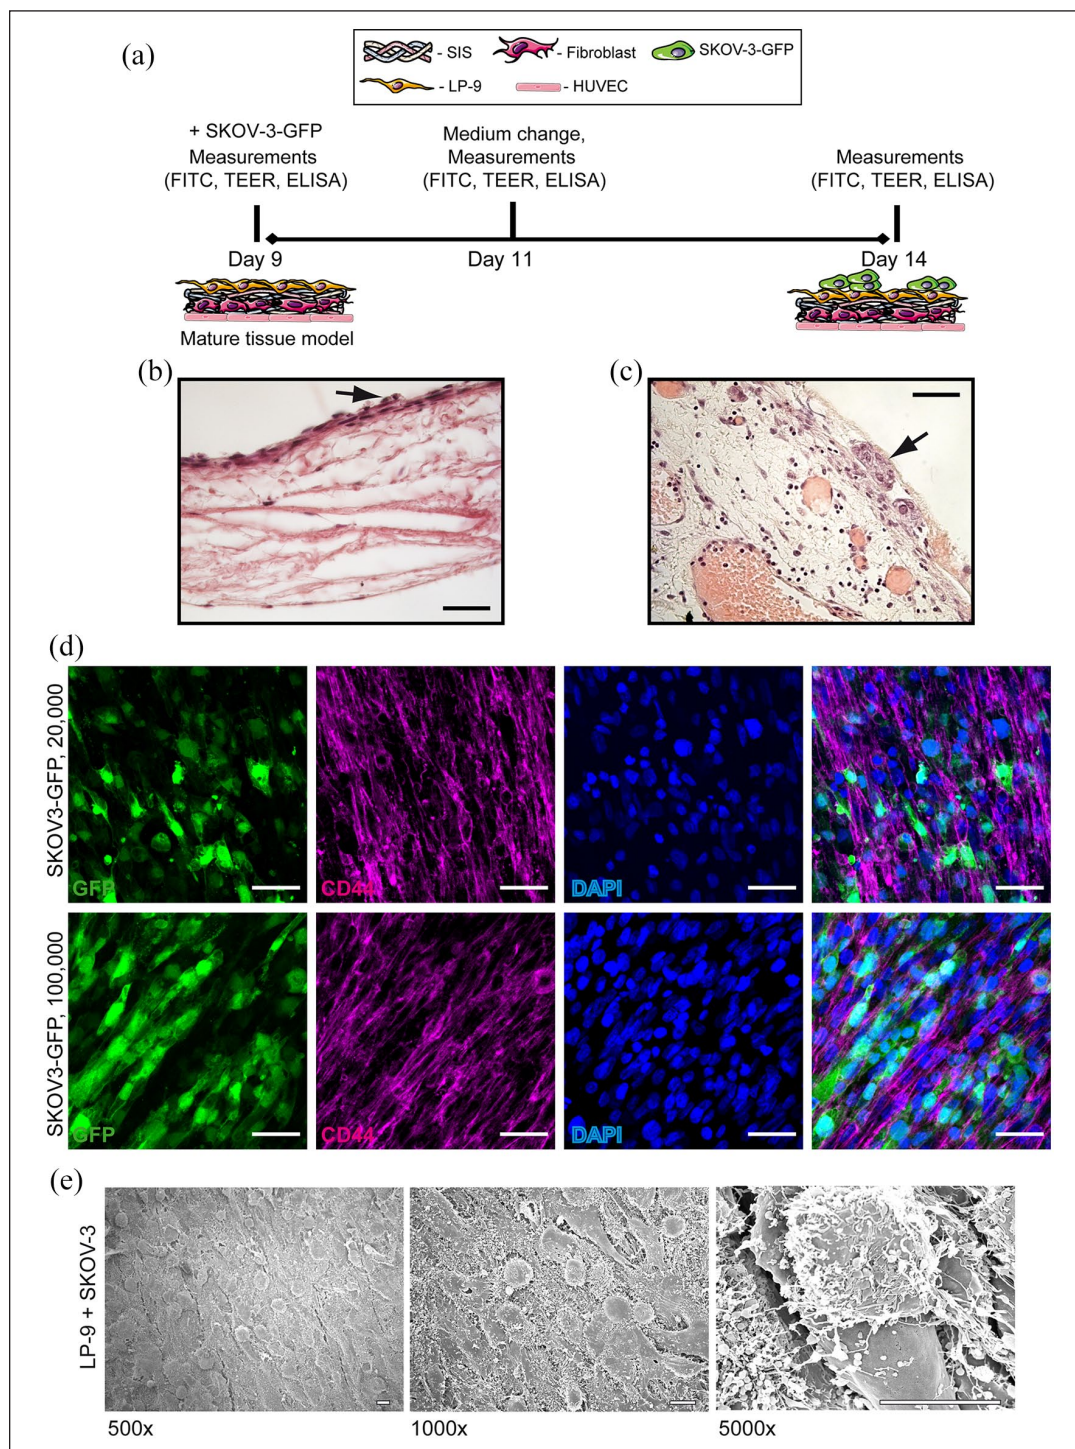 (a)
- SIS
- Fibroblast
SKOV-3-GFP
- LP-9
- HUVEC
+ SKOV-3-GFP
Measurements
(FITC, TEER, ELISA)
Medium change,
Measurements
(FITC, TEER, ELISA)
Measurements
(FITC, TEER, ELISA)
Day 9
Day 11
Day 14
Mature tissue model
(b)
(c)
(d)
SKOV3-GFP, 20,000
GFP
CD44
DAPI
SKOV3-GFP, 100,000
GFP
CD44
DAPI
(e)
LP-9 + SKOV-3
500x
1000x
5000x